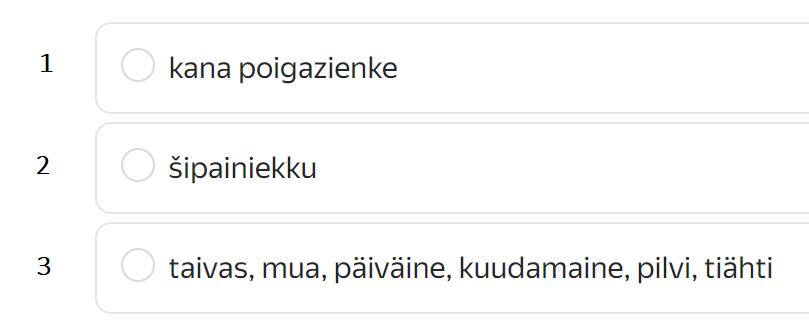 1 kana poigazienke
2 šipainiekku
3 taivas, mua, päiväine, kuudamaine, pilvi, tiähti